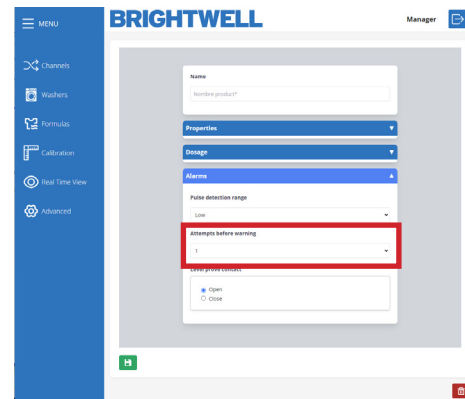 MENU
BRIGHTWELL
Manager
Channels
Washers
Formulas
Calibration
Real Time View
Advanced
Name
Nombre product*
Properties
Dosage
Alarms
Pulse detection range
Low
Attempts before warning
1
Level prove contact
Open
Close